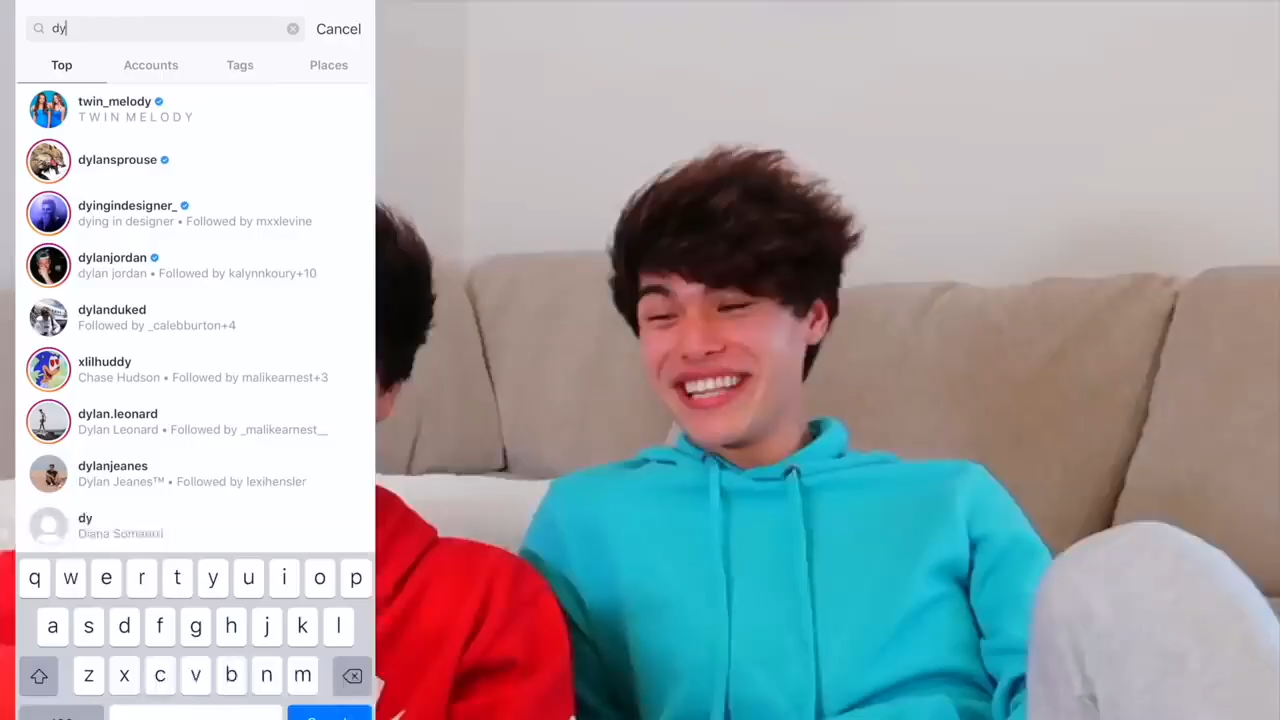 dy
Cancel
Top Accounts Tags Places
twin_melody
T W I N M E L O D Y
dylansprouse
dyingindesigner_
dying in designer • Followed by mxxlevine
dylanjordan
dylan jordan • Followed by kalynnkoury+10
dylanduked
Followed by _calebburton+4
xlilhuddy
Chase Hudson • Followed by malikearnest+3
dylan.leonard
Dylan Leonard • Followed by _malikearnest__
dylanjeanes
Dylan Jeanes™ • Followed by lexihensler
dy
Diana
q w e r t y u i o p
a s d f g h j k l
z x c v b n m